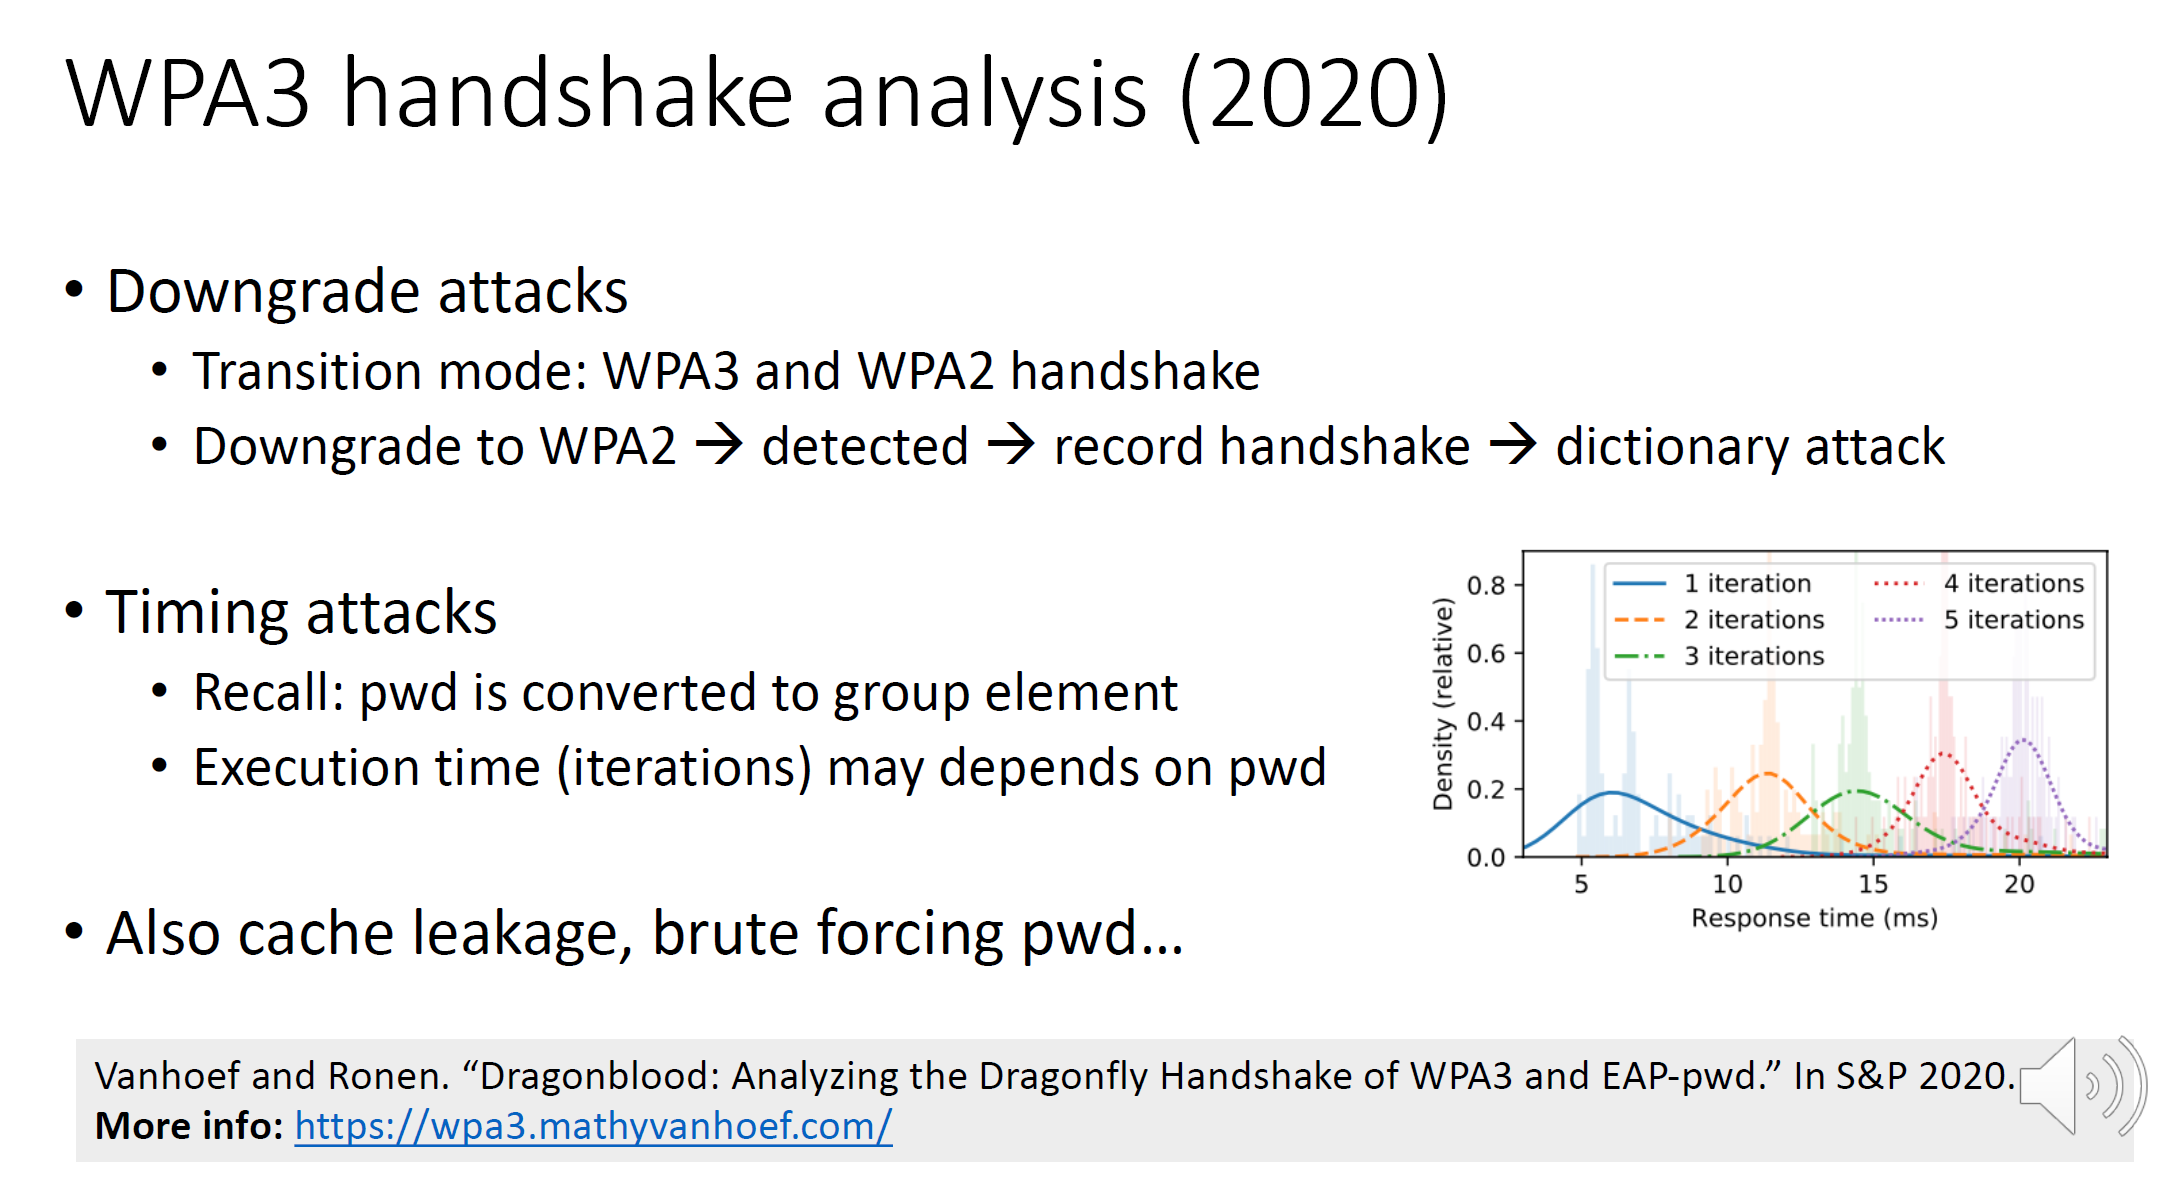 WPA3 handshake analysis (2020)
• Downgrade attacks
• Transition mode: WPA3 and WPA2 handshake
• Downgrade to WPA2 → detected → record handshake → dictionary attack
• Timing attacks
• Recall: pwd is converted to group element
• Execution time (iterations) may depends on pwd
• Also cache leakage, brute forcing pwd…
Density (relative)
0.8
0.6
0.4
0.2
0.0
1 iteration
2 iterations
3 iterations
4 iterations
5 iterations
5 10 15 20
Response time (ms)
Vanhoef and Ronen. “Dragonblood: Analyzing the Dragonfly Handshake of WPA3 and EAP-pwd.” In S&P 2020.
More info: https://wpa3.mathyvanhoef.com/